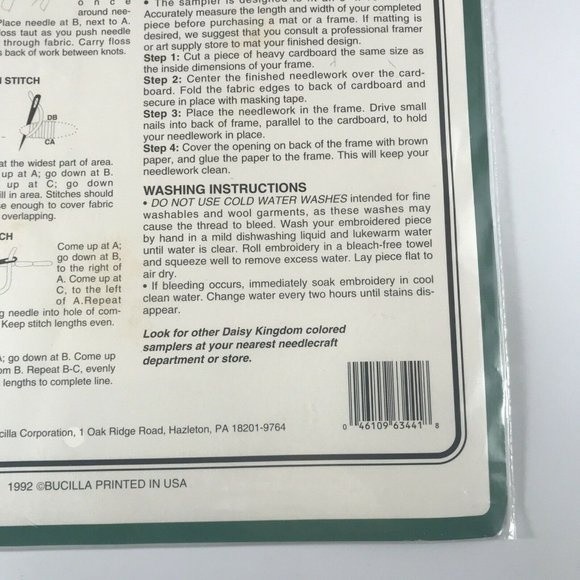 o n c e
around nee-
Place needle at B, next to A.
loss taut as you push needle
through fabric. Carry floss
back of work between knots.
STITCH
DB
CA
at the widest part of area.
up at A; go down at B.
up at C; go down
ll in area. Stitches should
e enough to cover fabric
overlapping.
CH
Come up at A;
go down at B,
to the right of
A. Come up at
C, to the left
of A.Repeat
g needle into hole of com-
Keep stitch lengths even.
A; go down at B. Come up
om B. Repeat B-C, evenly
lengths to complete line.
• The sampler is designed to fit an
Accurately measure the length and width of your completed
piece before purchasing a mat or a frame. If matting is
desired, we suggest that you consult a professional framer
or art supply store to mat your finished design.
Step 1: Cut a piece of heavy cardboard the same size as
the inside dimensions of your frame.
Step 2: Center the finished needlework over the card-
board. Fold the fabric edges to back of cardboard and
secure in place with masking tape.
Step 3: Place the needlework in the frame. Drive small
nails into back of frame, parallel to the cardboard, to hold
your needlework in place.
Step 4: Cover the opening on back of frame with brown
paper, and glue the paper to the frame. This will keep your
needlework clean.
WASHING INSTRUCTIONS
• DO NOT USE COLD WATER WASHES intended for fine
washables and wool garments, as these washes may
cause the thread to bleed. Wash your embroidered piece
by hand in a mild dishwashing liquid and lukewarm water
until water is clear. Roll embroidery in a bleach-free towel
and squeeze well to remove excess water. Lay piece flat to
air dry.
• If bleeding occurs, immediately soak embroidery in cool
clean water. Change water every two hours until stains dis-
appear.
Look for other Daisy Kingdom colored
samplers at your nearest needlecraft
department or store.
0 46109 63441 8
cilla Corporation, 1 Oak Ridge Road, Hazleton, PA 18201-9764
1992 ©BUCILLA PRINTED IN USA